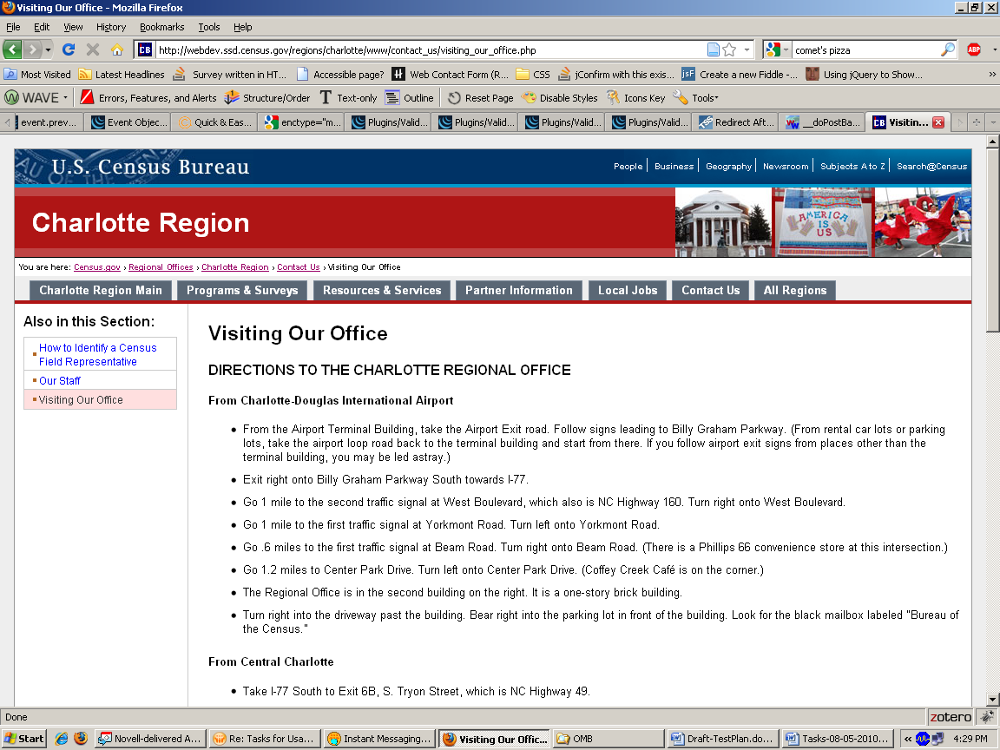 Visiting Our Office - Mozilla Firefox
File Edit View History Bookmarks Tools Help
CB http://webdev.ssd.census.gov/regions/charlotte/www/contact_us/visiting_our_office.php comet's pizza ABP
Most Visited Latest Headlines Survey written in HT... Accessible page? H Web Contact Form (R... CSS jConfirm with this exis... jsF Create a new Fiddle -... Using jQuery to Show... »
WAVE Errors, Features, and Alerts Structure/Order Text-only Outline Reset Page Disable Styles Icons Key Tools
event.prev... Event Objec... Quick & Eas... enctype="m... Plugins/Valid... Plugins/Valid... Plugins/Valid... Plugins/Valid... Redirect Aft... __doPostBa... CB Visitin...
U.S. Census Bureau
People | Business | Geography | Newsroom | Subjects A to Z | Search@Census
Charlotte Region
AMERICA
IS
US
You are here: Census.gov › Regional Offices › Charlotte Region › Contact Us › Visiting Our Office
Charlotte Region Main Programs & Surveys Resources & Services Partner Information Local Jobs Contact Us All Regions
Also in this Section:
How to Identify a Census
Field Representative
Our Staff
Visiting Our Office
Visiting Our Office
DIRECTIONS TO THE CHARLOTTE REGIONAL OFFICE
From Charlotte-Douglas International Airport
• From the Airport Terminal Building, take the Airport Exit road. Follow signs leading to Billy Graham Parkway. (From rental car lots or parking
lots, take the airport loop road back to the terminal building and start from there. If you follow airport exit signs from places other than the
terminal building, you may be led astray.)
• Exit right onto Billy Graham Parkway South towards I-77.
• Go 1 mile to the second traffic signal at West Boulevard, which also is NC Highway 160. Turn right onto West Boulevard.
• Go 1 mile to the first traffic signal at Yorkmont Road. Turn left onto Yorkmont Road.
• Go .6 miles to the first traffic signal at Beam Road. Turn right onto Beam Road. (There is a Phillips 66 convenience store at this intersection.)
• Go 1.2 miles to Center Park Drive. Turn left onto Center Park Drive. (Coffey Creek Café is on the corner.)
• The Regional Office is in the second building on the right. It is a one-story brick building.
• Turn right into the driveway past the building. Bear right into the parking lot in front of the building. Look for the black mailbox labeled "Bureau of
the Census."
From Central Charlotte
• Take I-77 South to Exit 6B, S. Tryon Street, which is NC Highway 49.
Done zotero
Start Novell-delivered A... Re: Tasks for Usa... Instant Messaging... Visiting Our Offic... OMB Draft-TestPlan.do... Tasks-08-05-2010... « 4:29 PM